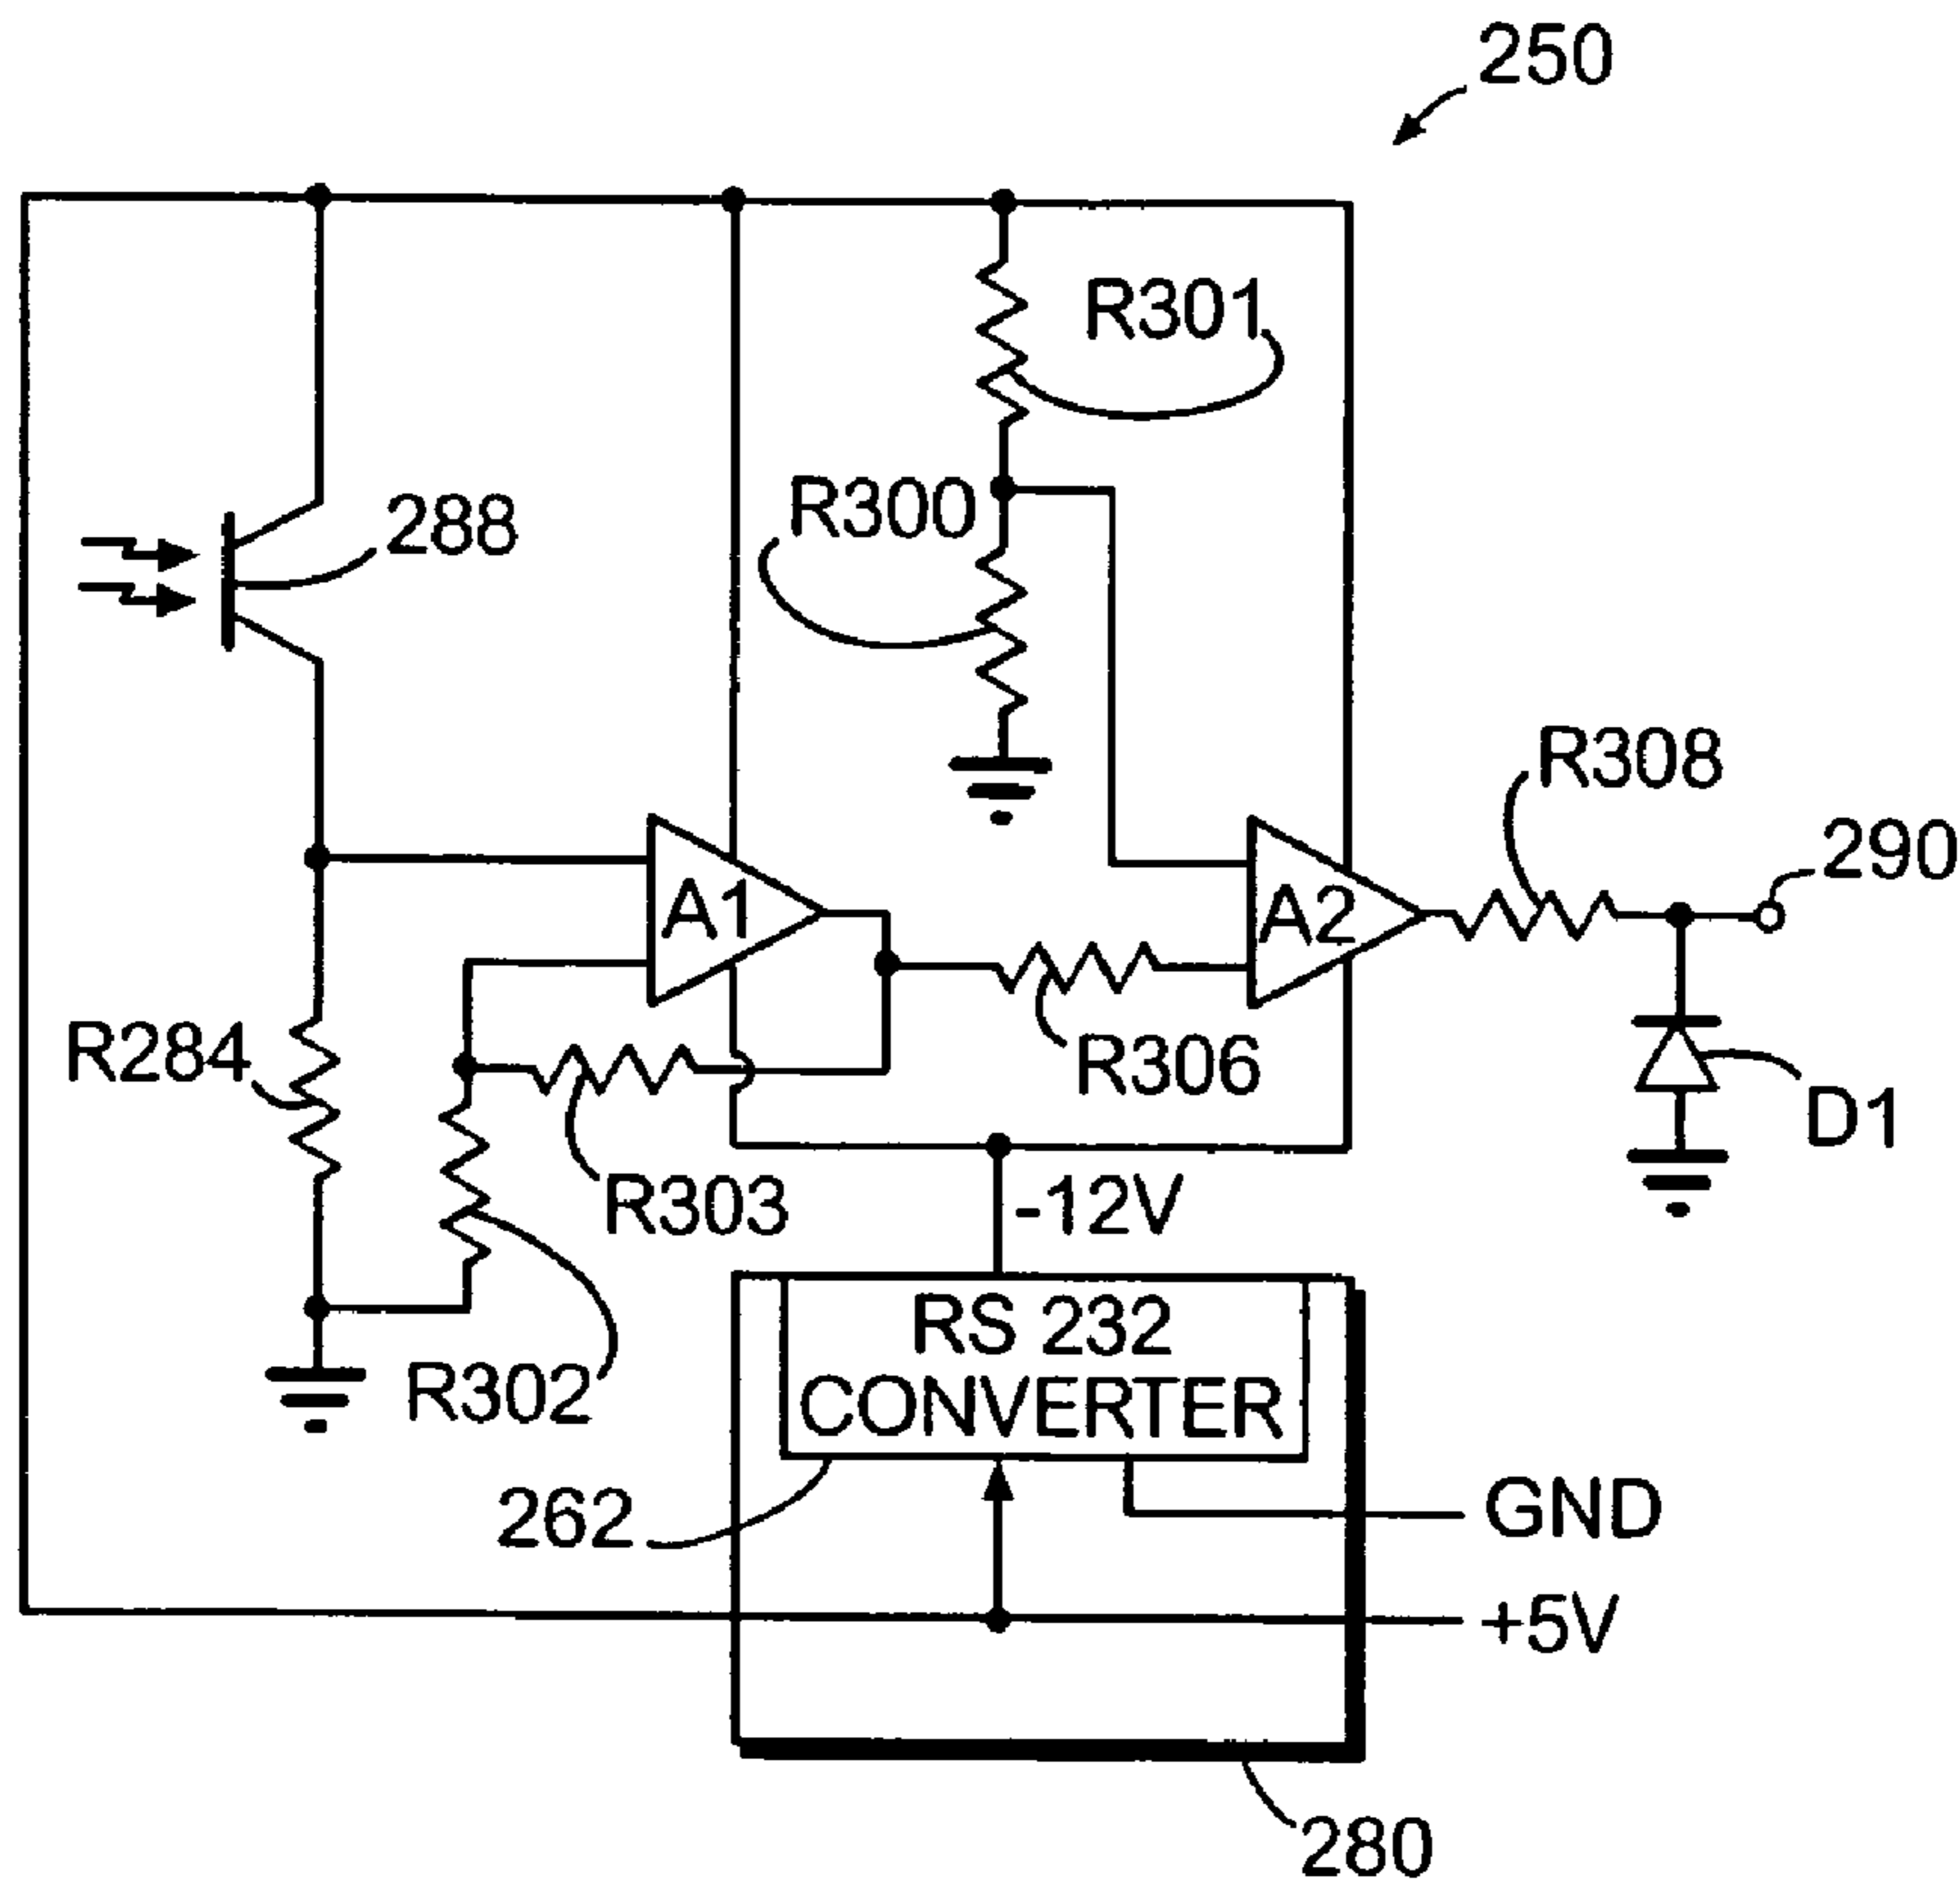 250
R301
R300
288
R308
290
A1
A2
R284
R306
D1
R303
-12V
RS 232
CONVERTER
R302
262
GND
+5V
280